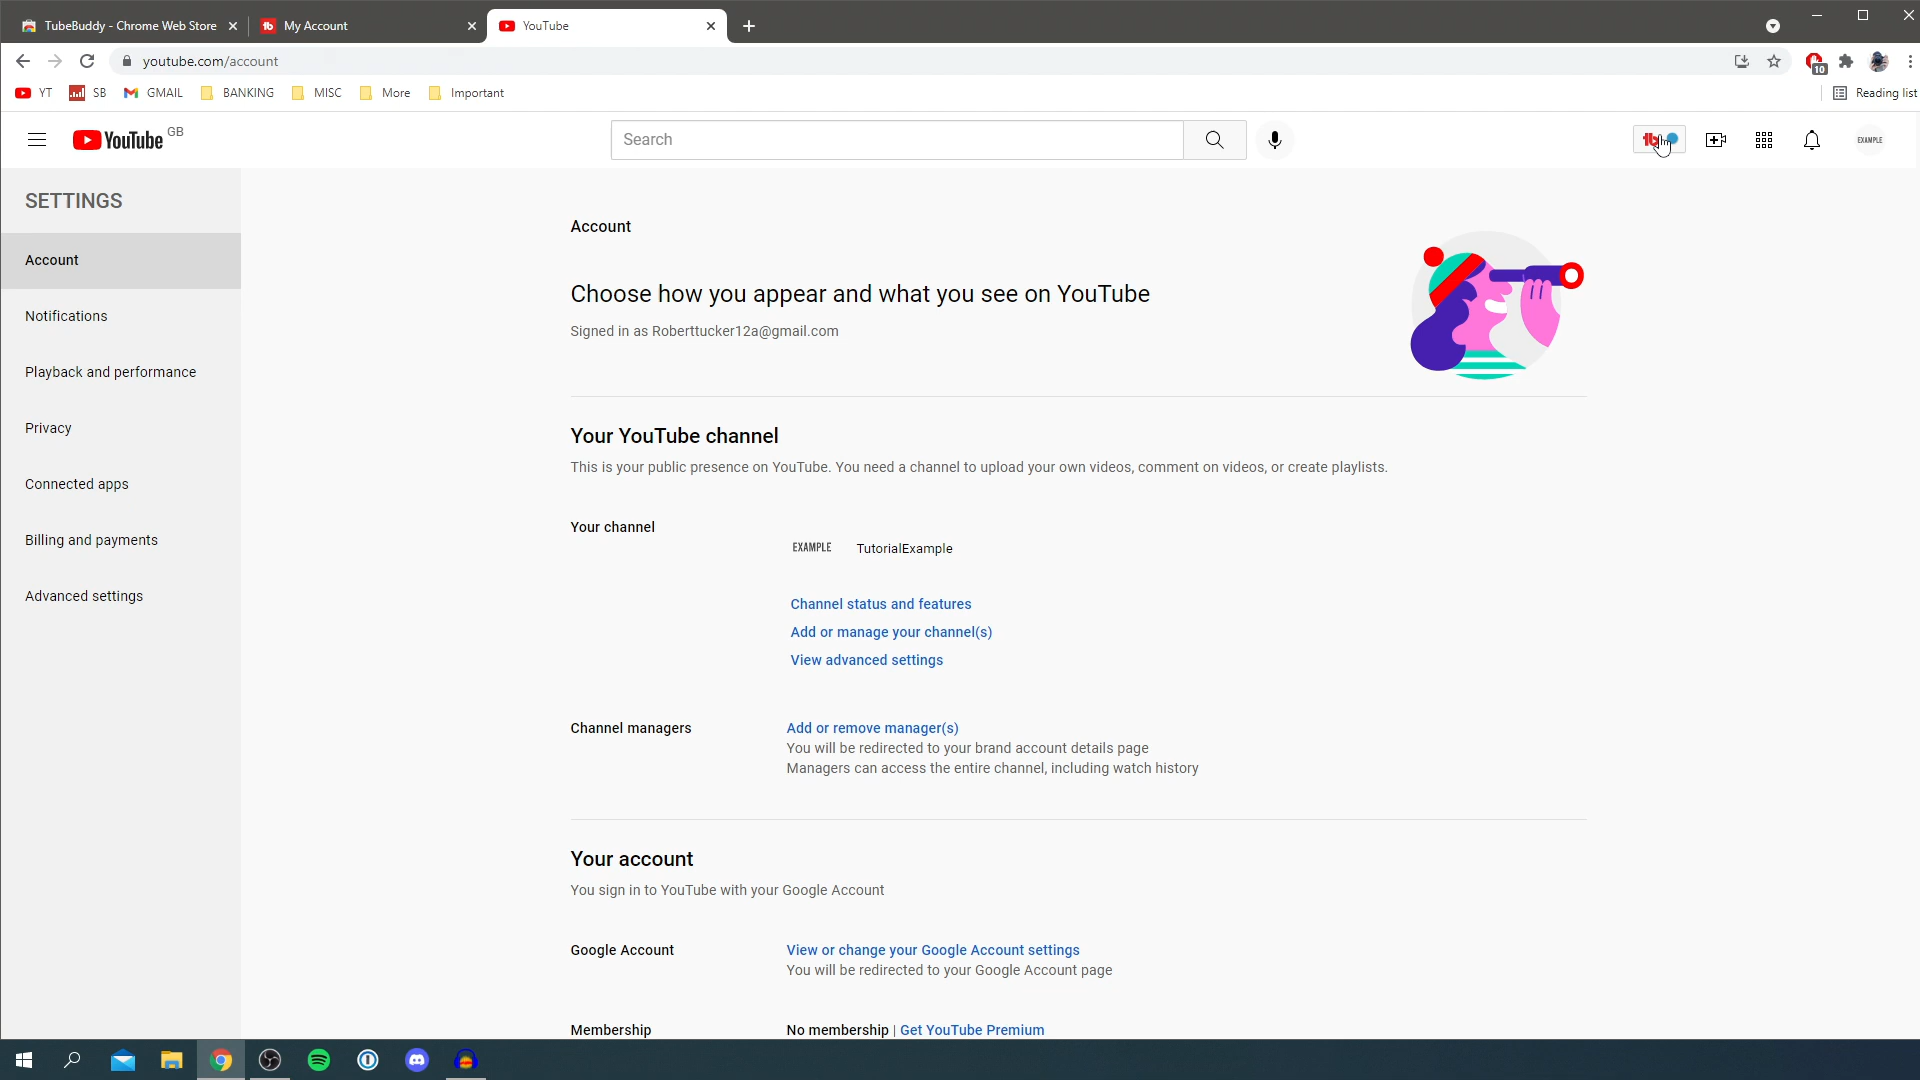 TubeBuddy - Chrome Web Store
My Account
YouTube
youtube.com/account
10
YT
SB
GMAIL
BANKING
MISC
More
Important
Reading list
YouTube GB
Search
EXAMPLE
SETTINGS
Account
Notifications
Playback and performance
Privacy
Connected apps
Billing and payments
Advanced settings
Account
Choose how you appear and what you see on YouTube
Signed in as Roberttucker12a@gmail.com
Your YouTube channel
This is your public presence on YouTube. You need a channel to upload your own videos, comment on videos, or create playlists.
Your channel
EXAMPLE TutorialExample
Channel status and features
Add or manage your channel(s)
View advanced settings
Channel managers
Add or remove manager(s)
You will be redirected to your brand account details page
Managers can access the entire channel, including watch history
Your account
You sign in to YouTube with your Google Account
Google Account
View or change your Google Account settings
You will be redirected to your Google Account page
Membership
No membership | Get YouTube Premium